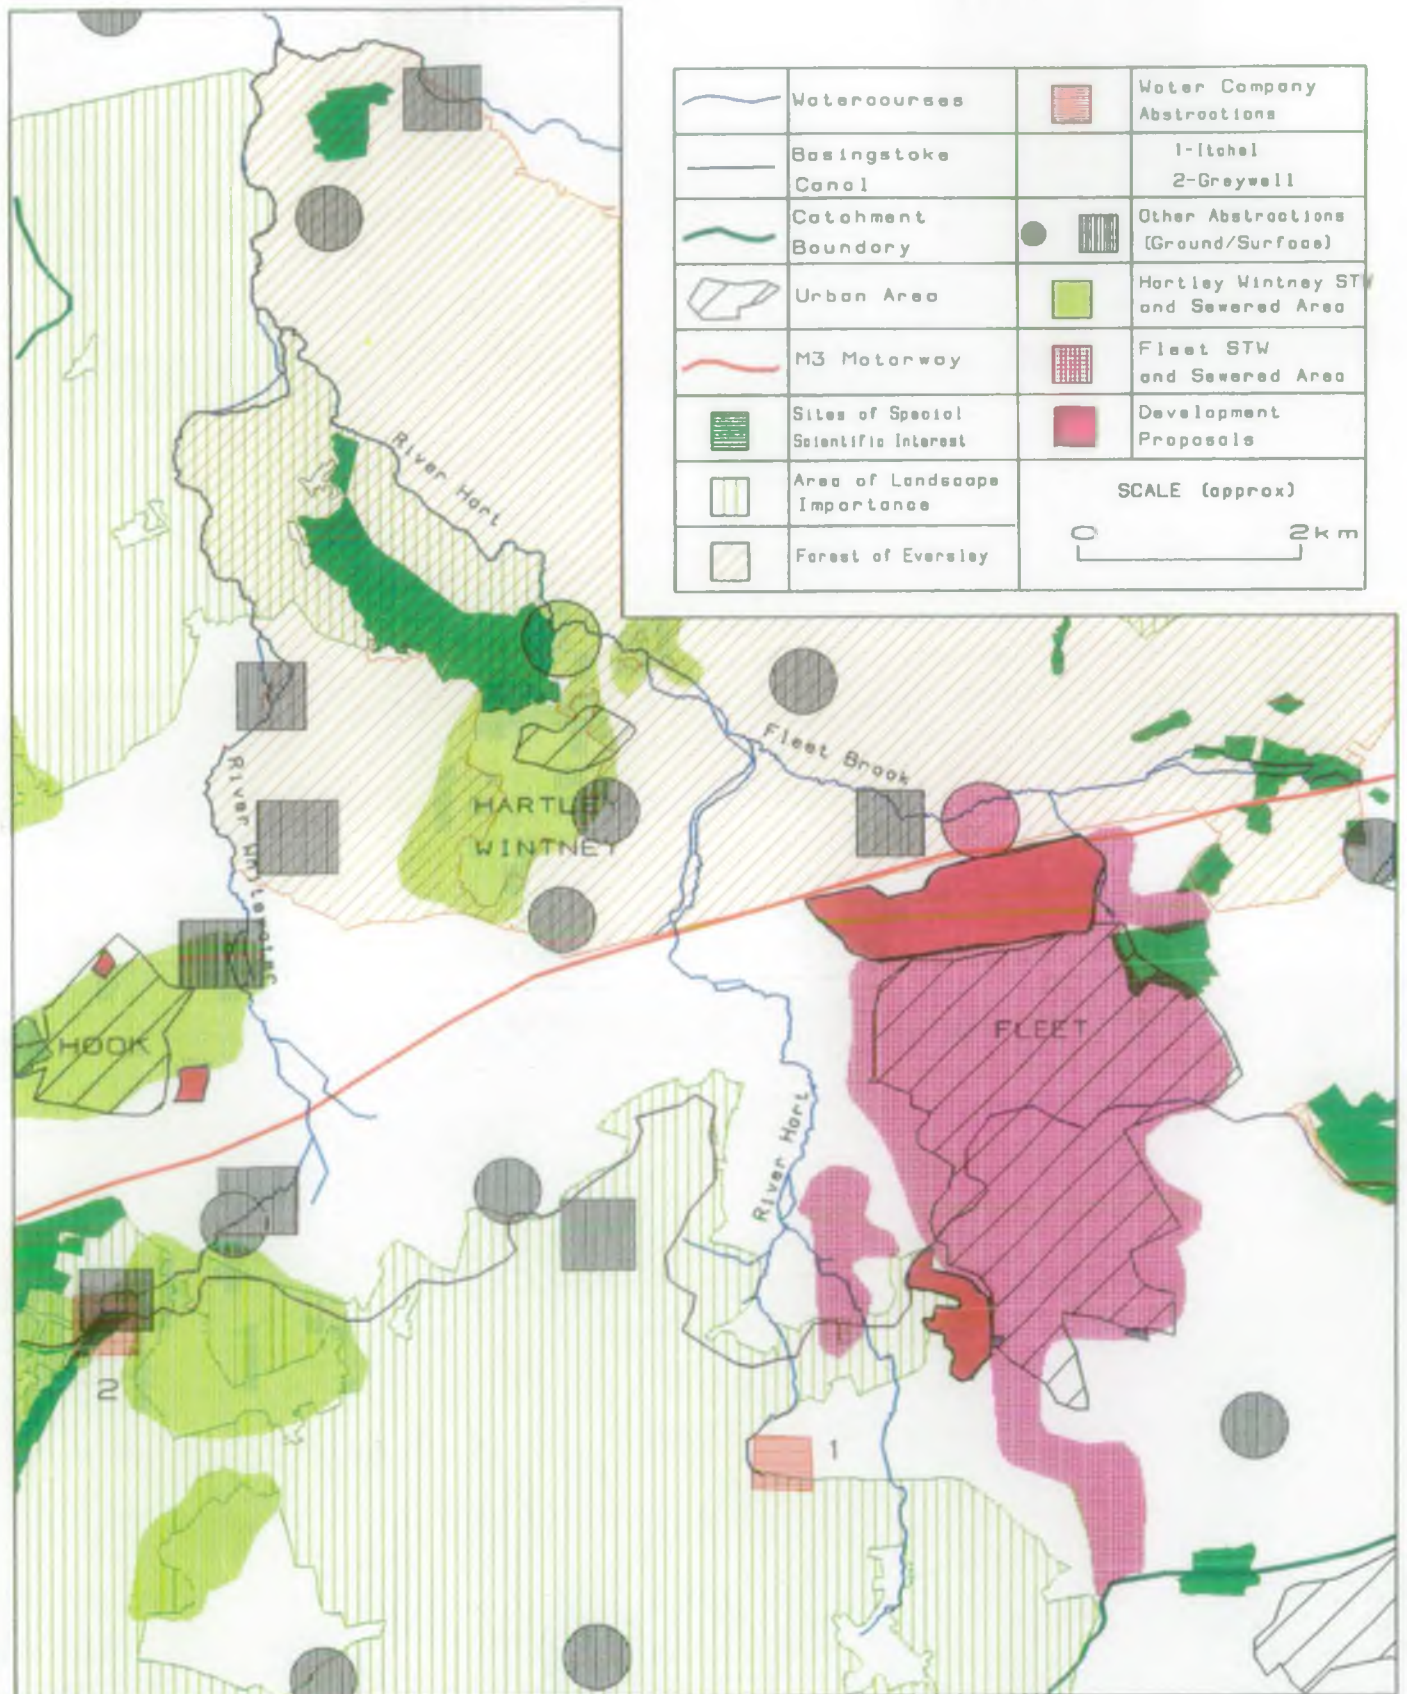 Watercourses
Water Company
Abstractions
Basingstoke
Canal
1-Itchel
2-Greywell
Catchment
Boundary
Other Abstractions
(Ground/Surface)
Urban Area
Hartley Wintney STW
and Sewered Area
M3 Motorway
Fleet STW
and Sewered Area
Sites of Special
Scientific Interest
Development
Proposals
Area of Landscape
Importance
SCALE (approx)
0 2km
Forest of Eversley
River Hart
Fleet Brook
River Whitewater
HARTLEY
WINTNEY
FLEET
HOOK
River Hart
2
1